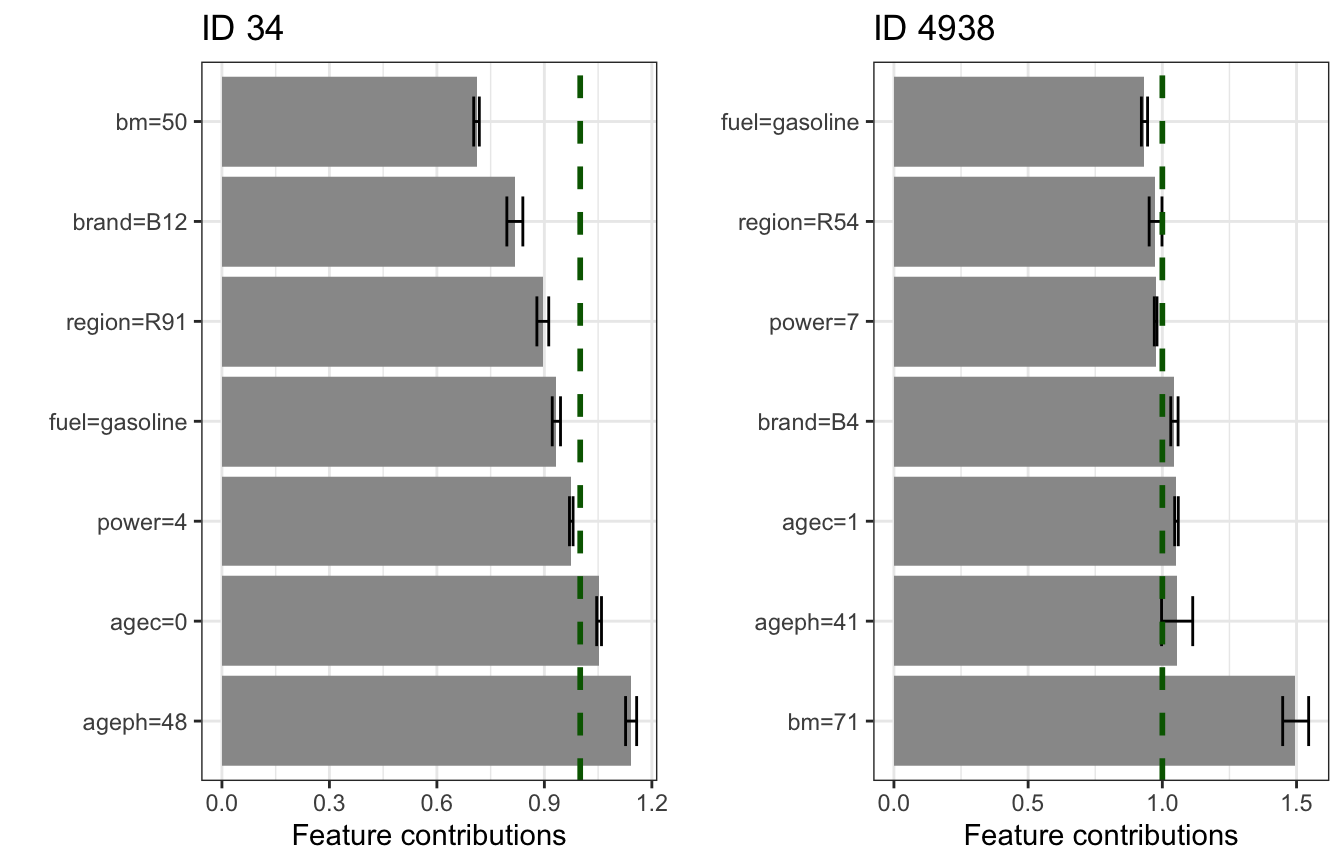 ID 34
bm=50
brand=B12
region=R91
fuel=gasoline
power=4
agec=0
ageph=48
0.0 0.3 0.6 0.9 1.2
Feature contributions
ID 4938
fuel=gasoline
region=R54
power=7
brand=B4
agec=1
ageph=41
bm=71
0.0 0.5 1.0 1.5
Feature contributions